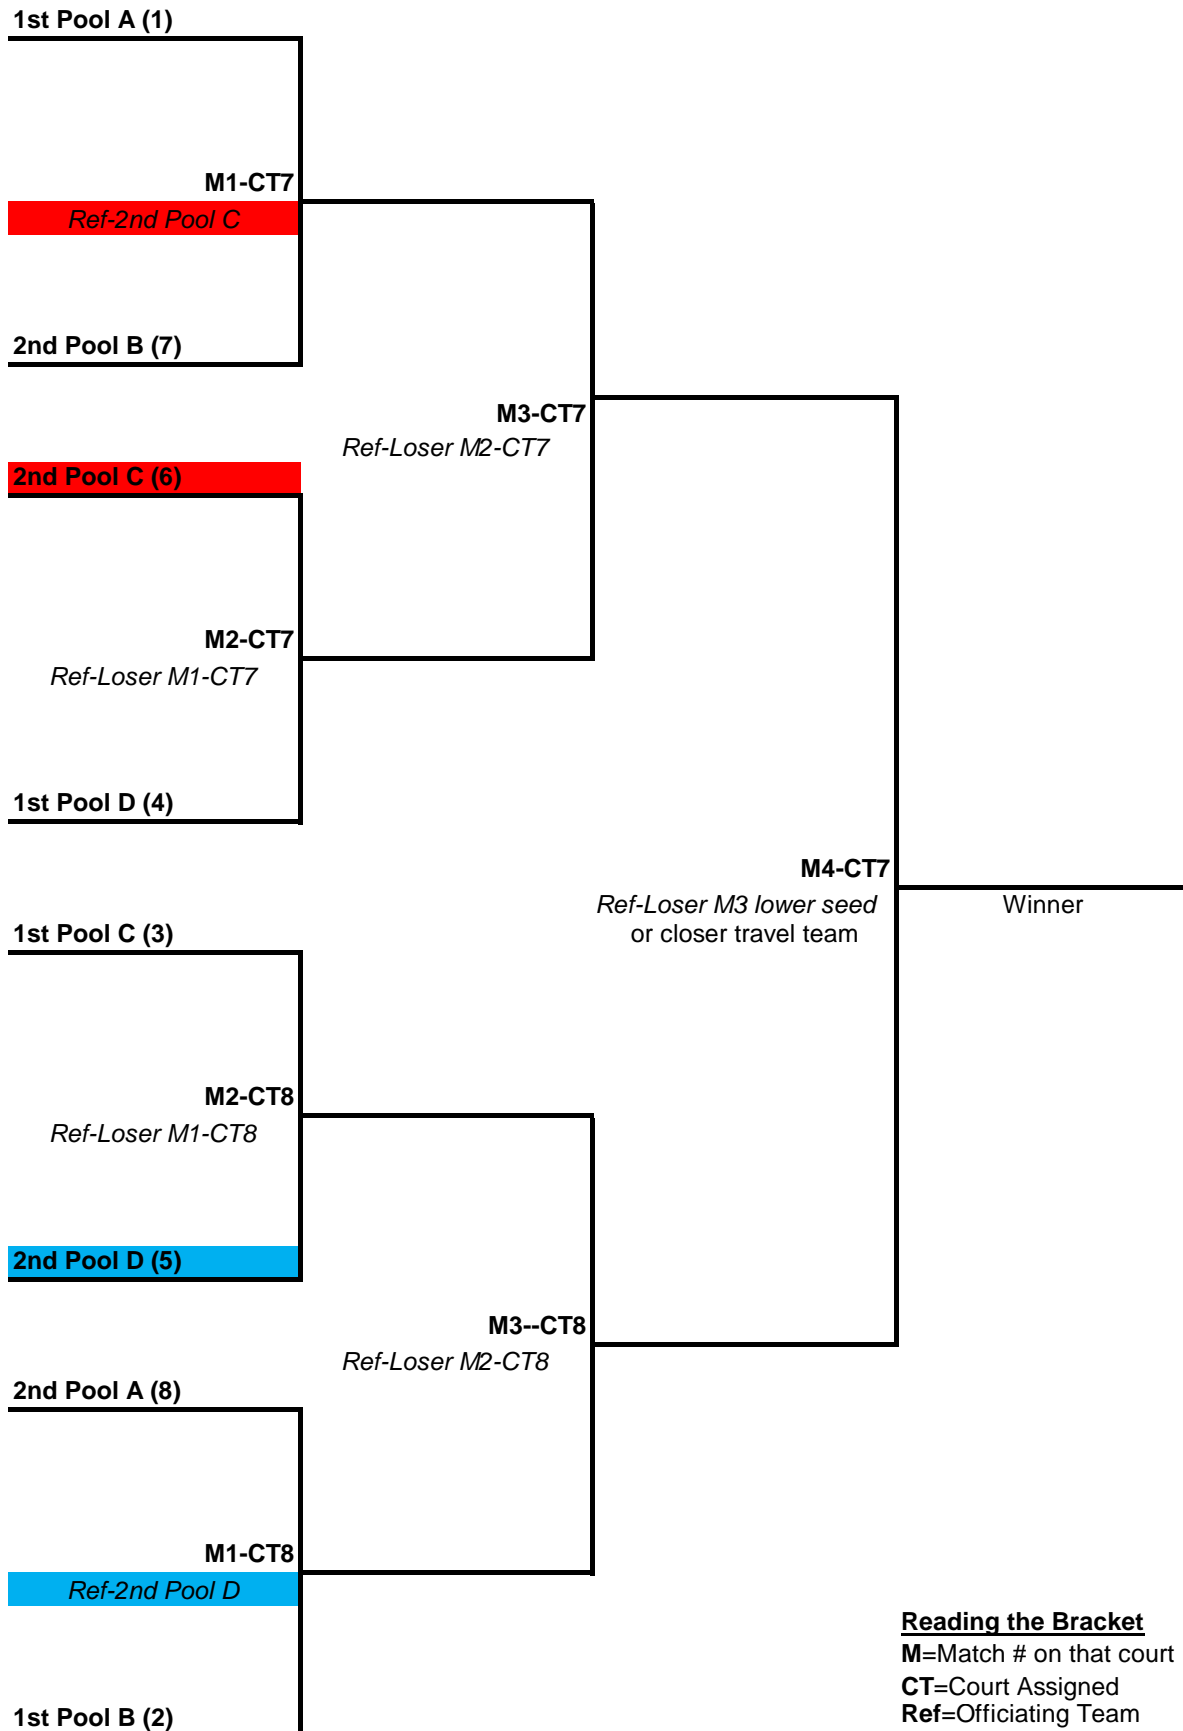 1st Pool A (1)
M1-CT7
Ref-2nd Pool C
2nd Pool B (7)
M3-CT7
Ref-Loser M2-CT7
2nd Pool C (6)
M2-CT7
Ref-Loser M1-CT7
1st Pool D (4)
M4-CT7
Ref-Loser M3 lower seed
or closer travel team
Winner
1st Pool C (3)
M2-CT8
Ref-Loser M1-CT8
2nd Pool D (5)
M3--CT8
Ref-Loser M2-CT8
2nd Pool A (8)
M1-CT8
Ref-2nd Pool D
1st Pool B (2)
Reading the Bracket
M=Match # on that court
CT=Court Assigned
Ref=Officiating Team